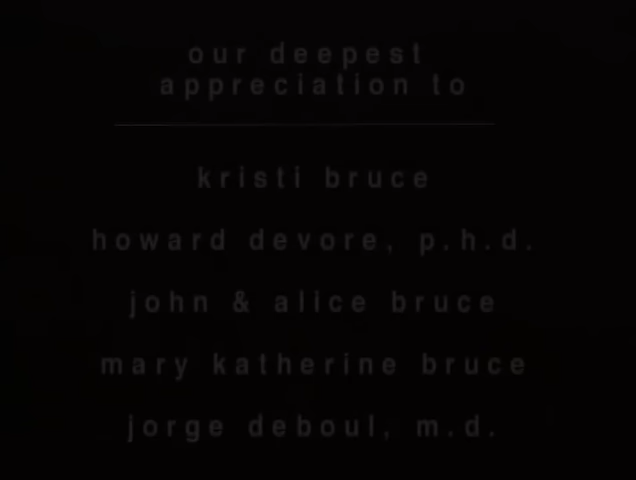 our deepest
appreciation to
kristi bruce
howard devore, p.h.d.
john & alice bruce
mary katherine bruce
jorge deboul, m.d.